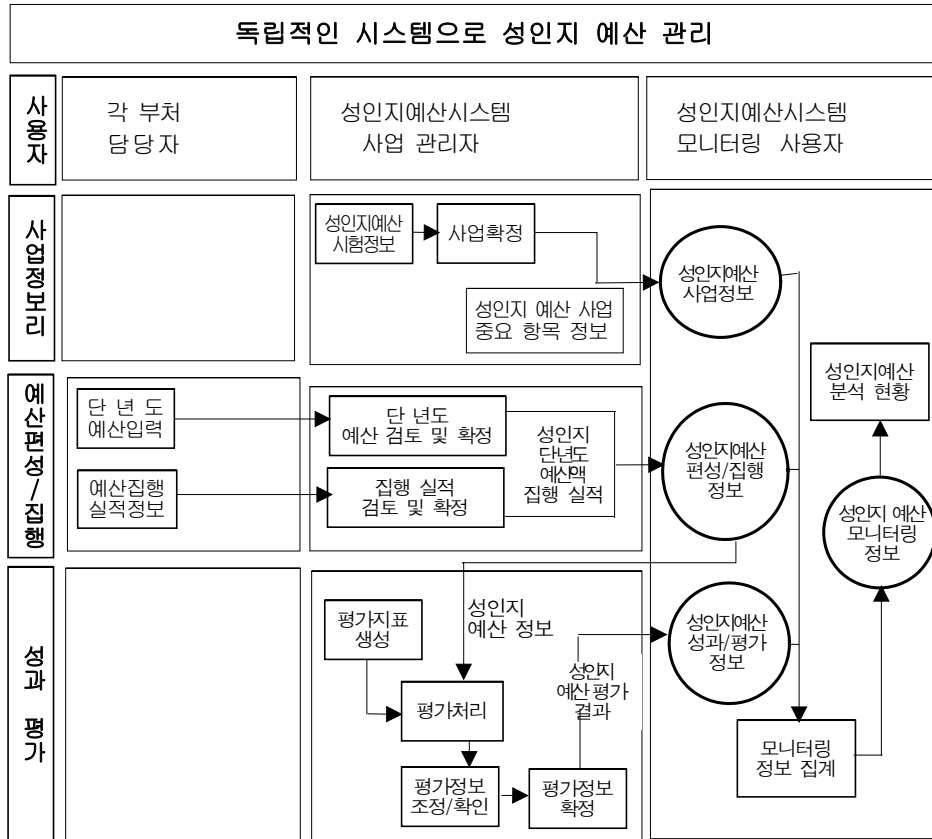 독립적인 시스템으로 성인지 예산 관리
사용자
각 부처
담당자
성인지예산시스템
사업 관리자
성인지예산시스템
모니터링 사용자
사업정보리
성인지예산
시험정보
사업확정
성인지 예산 사업
중요 항목 정보
성인지예산
사업정보
성인지예산
분석 현황
예산편성/집행
단 년 도
예산입력
예산집행
실적정보
단 년도
예산 검토 및 확정
집행 실적
검토 및 확정
성인지
단년도
예산액
집행 실적
성인지예산
편성/집행
정보
성인지 예산
모니터링
정보
성과 평가
평가지표
생성
성인지
예산 정보
평가처리
평가정보
조정/확인
평가정보
확정
성인지
예산 평가
결과
성인지예산
성과/평가
정보
모니터링
정보 집계